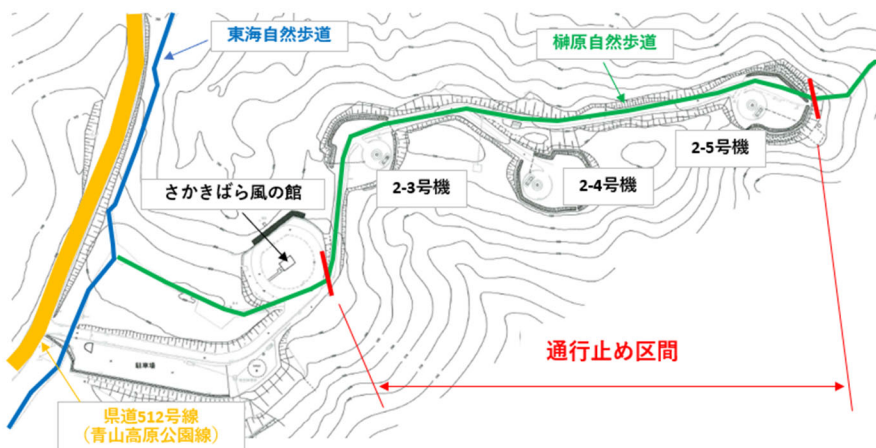 東海自然歩道
榊原自然歩道
2-5号機
さかきばら風の館
2-3号機
2-4号機
通行止め区間
駐車場
県道512号線
（青山高原公園線）